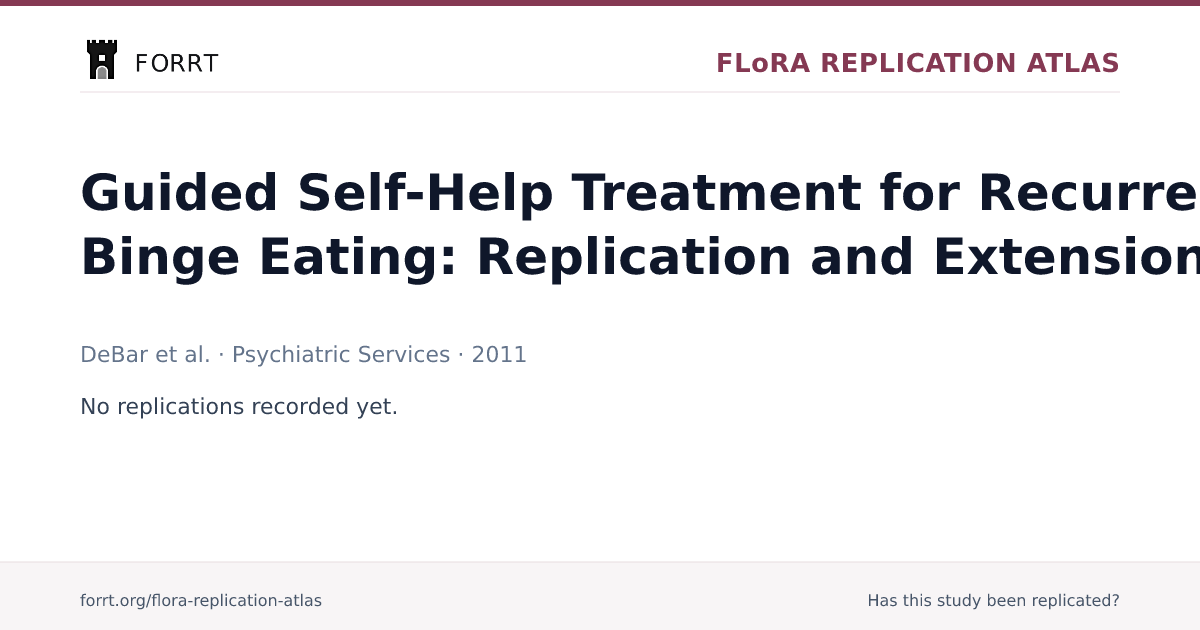 FORRT
FLoRA REPLICATION ATLAS
Guided Self-Help Treatment for Recurre
Binge Eating: Replication and Extension
DeBar et al. · Psychiatric Services · 2011
No replications recorded yet.
forrt.org/flora-replication-atlas
Has this study been replicated?